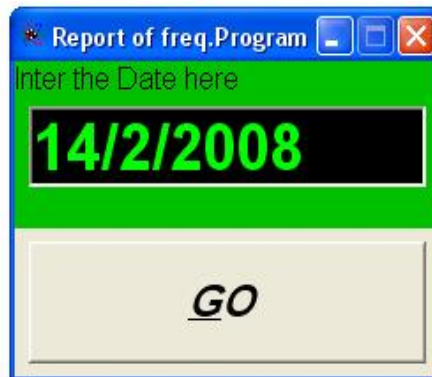 Report of freq.Program
Inter the Date here
14/2/2008
GO